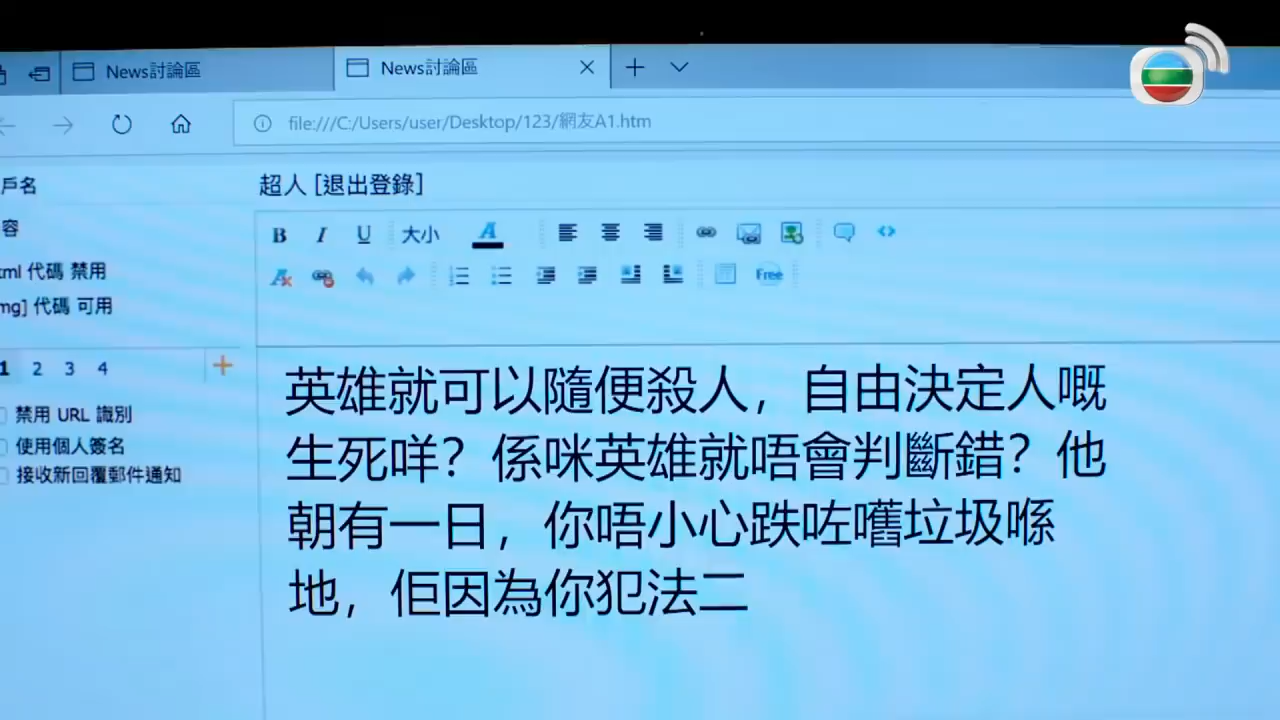 News討論區
News討論區
file:///C:/Users/user/Desktop/123/網友A1.htm
戶名
超人 [退出登錄]
容
B I U 大小 A
tml 代碼 禁用
Free
mg] 代碼 可用
1 2 3 4
禁用 URL 識別
使用個人簽名
接收新回覆郵件通知
英雄就可以隨便殺人，自由決定人嘅
生死咩？係咪英雄就唔會判斷錯？他
朝有一日，你唔小心跌咗嚿垃圾喺
地，佢因為你犯法二